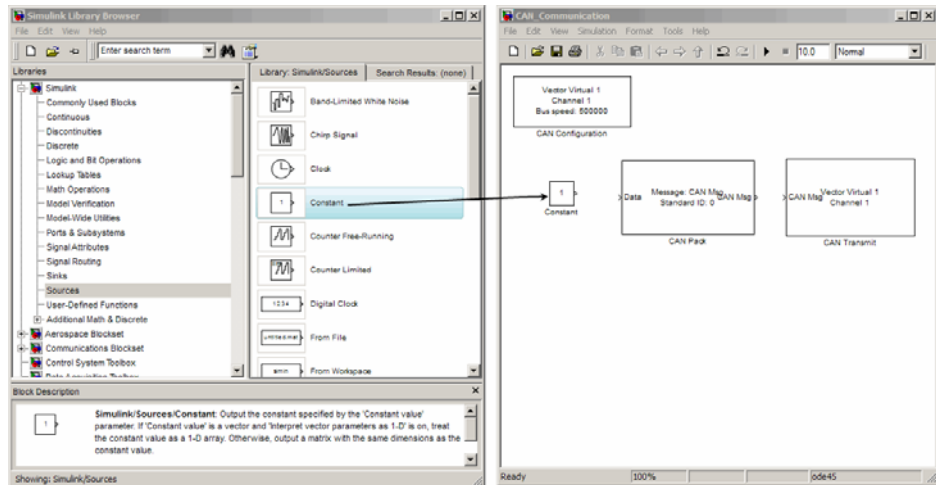 Simulink Library Browser
File Edit View Help
Enter search term
Libraries
Library: Simulink/Sources
Search Results: (none)
Simulink
Commonly Used Blocks
Continuous
Discontinuities
Discrete
Logic and Bit Operations
Lookup Tables
Math Operations
Model Verification
Model-Wide Utilities
Ports & Subsystems
Signal Attributes
Signal Routing
Sinks
Sources
User-Defined Functions
Additional Math & Discrete
Aerospace Blockset
Communications Blockset
Control System Toolbox
Data Acquisition Toolbox
Band-Limited White Noise
Chirp Signal
Clock
1
Constant
Counter Free-Running
Counter Limited
1234
Digital Clock
untitled.mat
From File
simin
From Workspace
Block Description
1
Simulink/Sources/Constant: Output the constant specified by the 'Constant value'
parameter. If 'Constant value' is a vector and 'Interpret vector parameters as 1-D' is on, treat
the constant value as a 1-D array. Otherwise, output a matrix with the same dimensions as the
constant value.
Showing: Simulink/Sources
CAN_Communication
File Edit View Simulation Format Tools Help
10.0
Normal
Vector Virtual 1
Channel 1
Bus speed: 500000
CAN Configuration
1
Constant
Data
Message: CAN Msg
Standard ID: 0
CAN Msg
CAN Pack
CAN Msg
Vector Virtual 1
Channel 1
CAN Transmit
Ready
100%
ode45